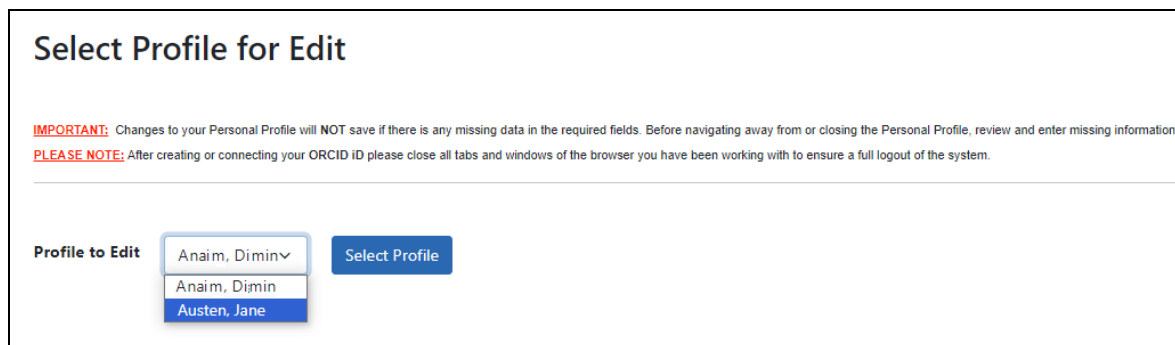 Select Profile for Edit
IMPORTANT: Changes to your Personal Profile will NOT save if there is any missing data in the required fields. Before navigating away from or closing the Personal Profile, review and enter missing information
PLEASE NOTE: After creating or connecting your ORCID iD please close all tabs and windows of the browser you have been working with to ensure a full logout of the system.
Profile to Edit Anaim, Dimin Select Profile
Anaim, Dimin
Austen, Jane